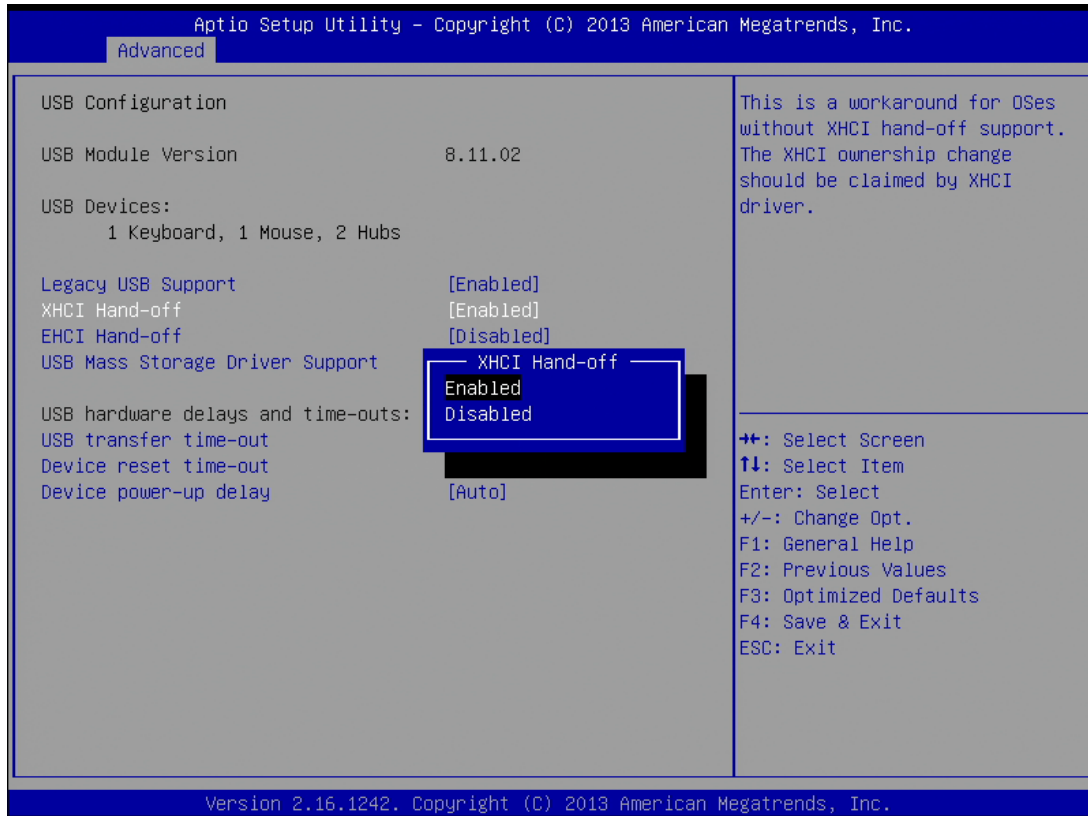 Aptio Setup Utility - Copyright (C) 2013 American Megatrends, Inc.
Advanced
USB Configuration
USB Module Version 8.11.02
USB Devices:
1 Keyboard, 1 Mouse, 2 Hubs
Legacy USB Support [Enabled]
XHCI Hand-off [Enabled]
EHCI Hand-off [Disabled]
USB Mass Storage Driver Support
USB hardware delays and time-outs:
USB transfer time-out
Device reset time-out
Device power-up delay [Auto]
XHCI Hand-off
Enabled
Disabled
This is a workaround for OSes
without XHCI hand-off support.
The XHCI ownership change
should be claimed by XHCI
driver.
→←: Select Screen
↑↓: Select Item
Enter: Select
+/-: Change Opt.
F1: General Help
F2: Previous Values
F3: Optimized Defaults
F4: Save & Exit
ESC: Exit
Version 2.16.1242. Copyright (C) 2013 American Megatrends, Inc.